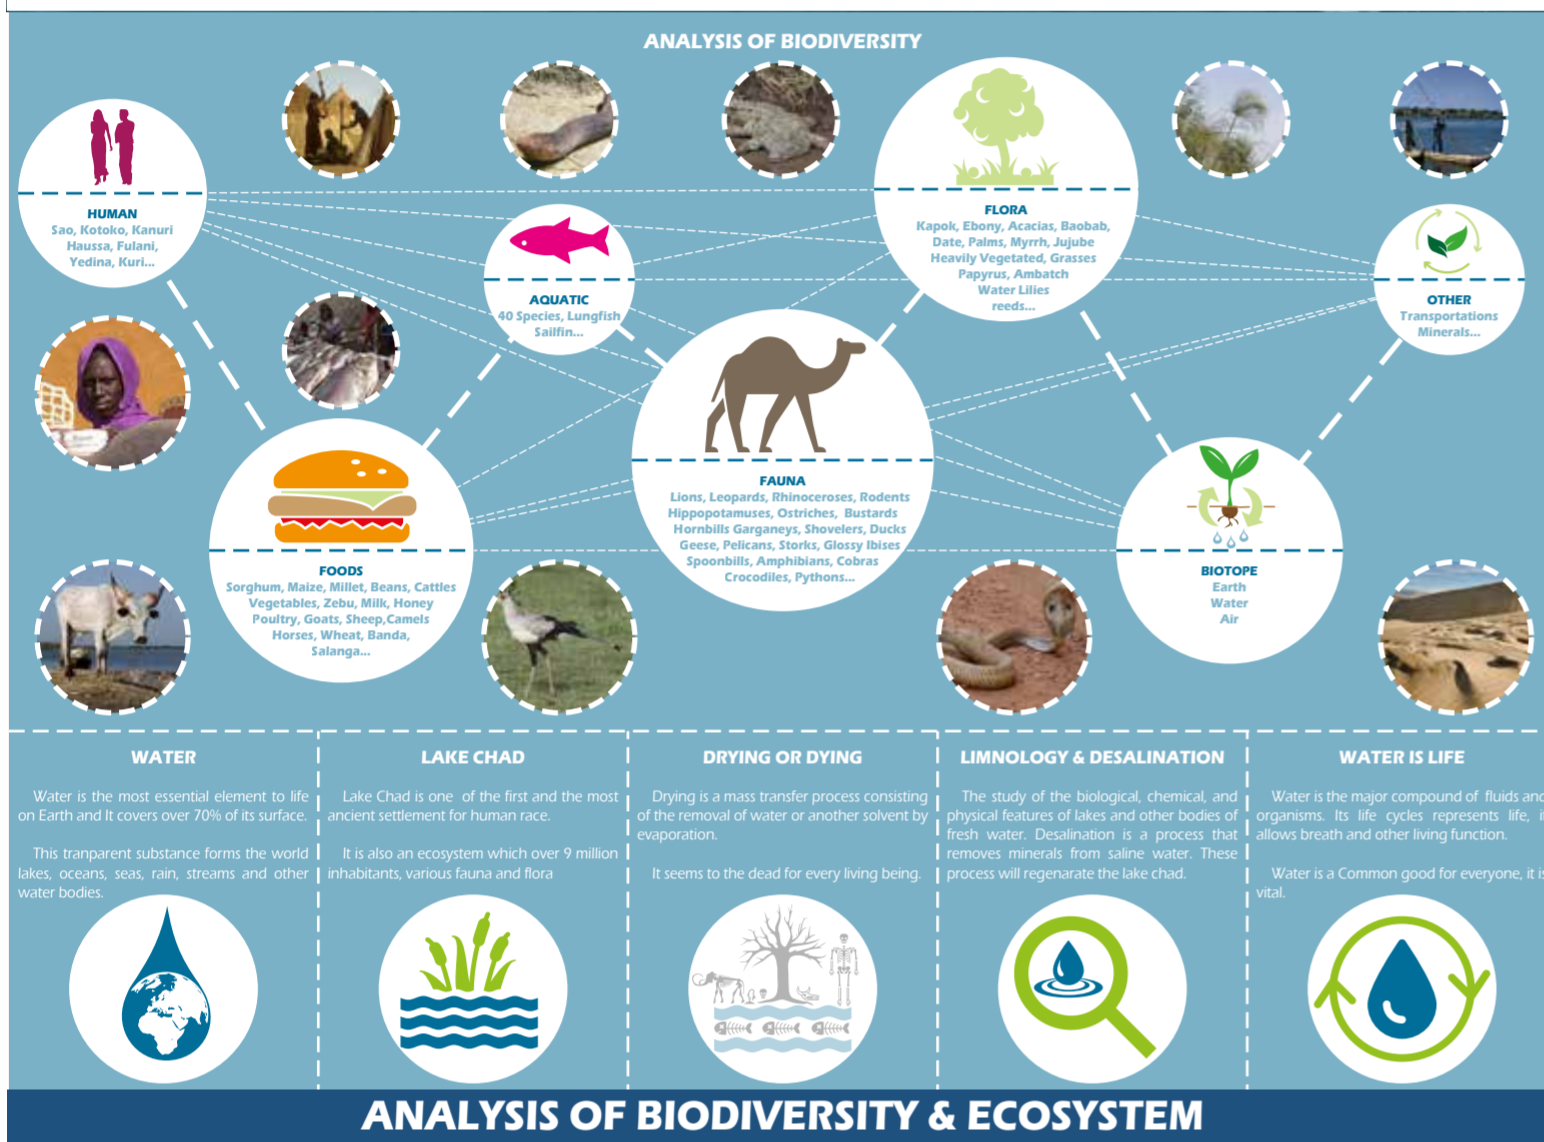 ANALYSIS OF BIODIVERSITY
HUMAN
Sao, Kotoko, Kanuri
Haussa, Fulani,
Yedina, Kuri...
AQUATIC
40 Species, Lungfish
Sailfin...
FLORA
Kapok, Ebony, Acacias, Baobab,
Date, Palms, Myrrh, Jujube
Heavily Vegetated, Grasses
Papyrus, Ambatch
Water Lilies
reeds...
OTHER
Transportations
Minerals...
FOODS
Sorghum, Maize, Millet, Beans, Cattles
Vegetables, Zebu, Milk, Honey
Poultry, Goats, Sheep,Camels
Horses, Wheat, Banda,
Salanga...
FAUNA
Lions, Leopards, Rhinoceroses, Rodents
Hippopotamuses, Ostriches, Bustards
Hornbills Garganeys, Shovelers, Ducks
Geese, Pelicans, Storks, Glossy Ibises
Spoonbills, Amphibians, Cobras
Crocodiles, Pythons...
BIOTOPE
Earth
Water
Air
WATER
Water is the most essential element to life
on Earth and It covers over 70% of its surface.
This tranparent substance forms the world
lakes, oceans, seas, rain, streams and other
water bodies.
LAKE CHAD
Lake Chad is one of the first and the most
ancient settlement for human race.
It is also an ecosystem which over 9 million
inhabitants, various fauna and flora
DRYING OR DYING
Drying is a mass transfer process consisting
of the removal of water or another solvent by
evaporation.
It seems to the dead for every living being.
LIMNOLOGY & DESALINATION
The study of the biological, chemical, and
physical features of lakes and other bodies of
fresh water. Desalination is a process that
removes minerals from saline water. These
process will regenarate the lake chad.
WATER IS LIFE
Water is the major compound of fluids and
organisms. Its life cycles represents life, it
allows breath and other living function.
Water is a Common good for everyone, it is
vital.
ANALYSIS OF BIODIVERSITY & ECOSYSTEM